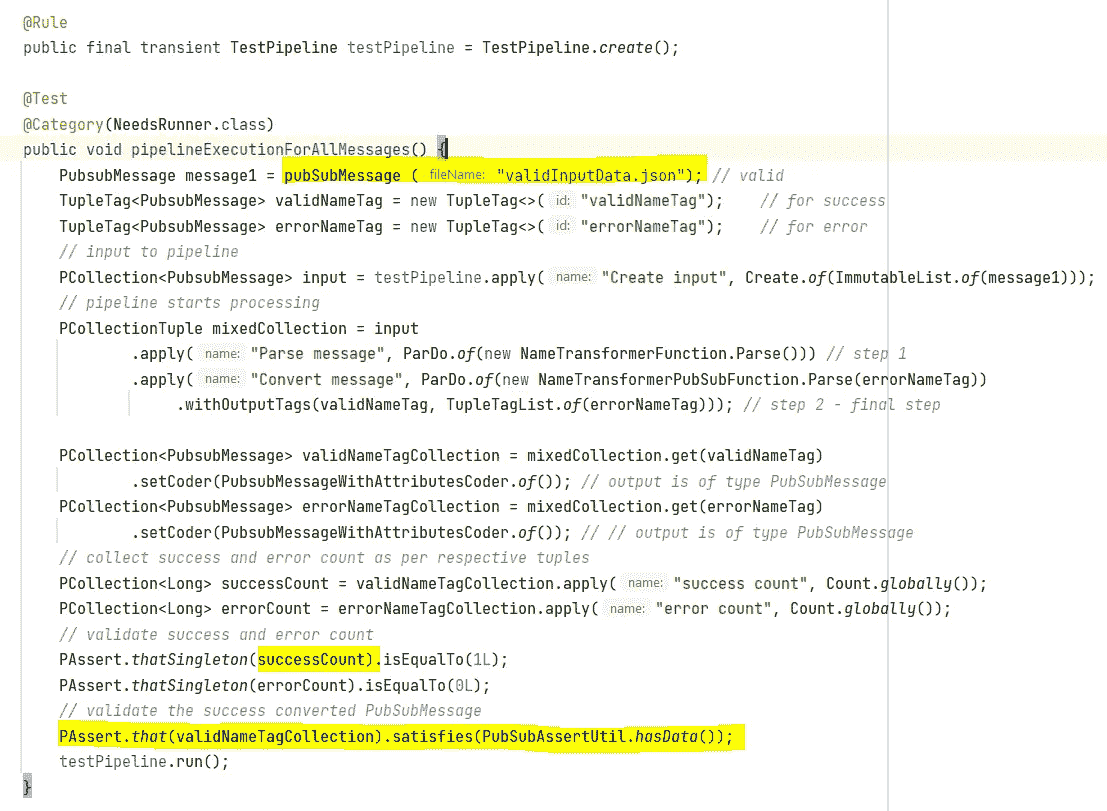 @Rule
public final transient TestPipeline testPipeline = TestPipeline.create();
@Test
@Category(NeedsRunner.class)
public void pipelineExecutionForAllMessages() {
PubsubMessage message1 = pubSubMessage ( fileName: "validInputData.json"); // valid
TupleTag<PubsubMessage> validNameTag = new TupleTag<>( id: "validNameTag"); // for success
TupleTag<PubsubMessage> errorNameTag = new TupleTag<>( id: "errorNameTag"); // for error
// input to pipeline
PCollection<PubsubMessage> input = testPipeline.apply( name: "Create input", Create.of(ImmutableList.of(message1)));
// pipeline starts processing
PCollectionTuple mixedCollection = input
.apply( name: "Parse message", ParDo.of(new NameTransformerFunction.Parse())) // step 1
.apply( name: "Convert message", ParDo.of(new NameTransformerPubSubFunction.Parse(errorNameTag))
.withOutputTags(validNameTag, TupleTagList.of(errorNameTag))); // step 2 - final step
PCollection<PubsubMessage> validNameTagCollection = mixedCollection.get(validNameTag)
.setCoder(PubsubMessageWithAttributesCoder.of()); // output is of type PubSubMessage
PCollection<PubsubMessage> errorNameTagCollection = mixedCollection.get(errorNameTag)
.setCoder(PubsubMessageWithAttributesCoder.of()); // // output is of type PubSubMessage
// collect success and error count as per respective tuples
PCollection<Long> successCount = validNameTagCollection.apply( name: "success count", Count.globally());
PCollection<Long> errorCount = errorNameTagCollection.apply( name: "error count", Count.globally());
// validate success and error count
PAssert.thatSingleton(successCount).isEqualTo(1L);
PAssert.thatSingleton(errorCount).isEqualTo(0L);
// validate the success converted PubSubMessage
PAssert.that(validNameTagCollection).satisfies(PubSubAssertUtil.hasData());
testPipeline.run();
}